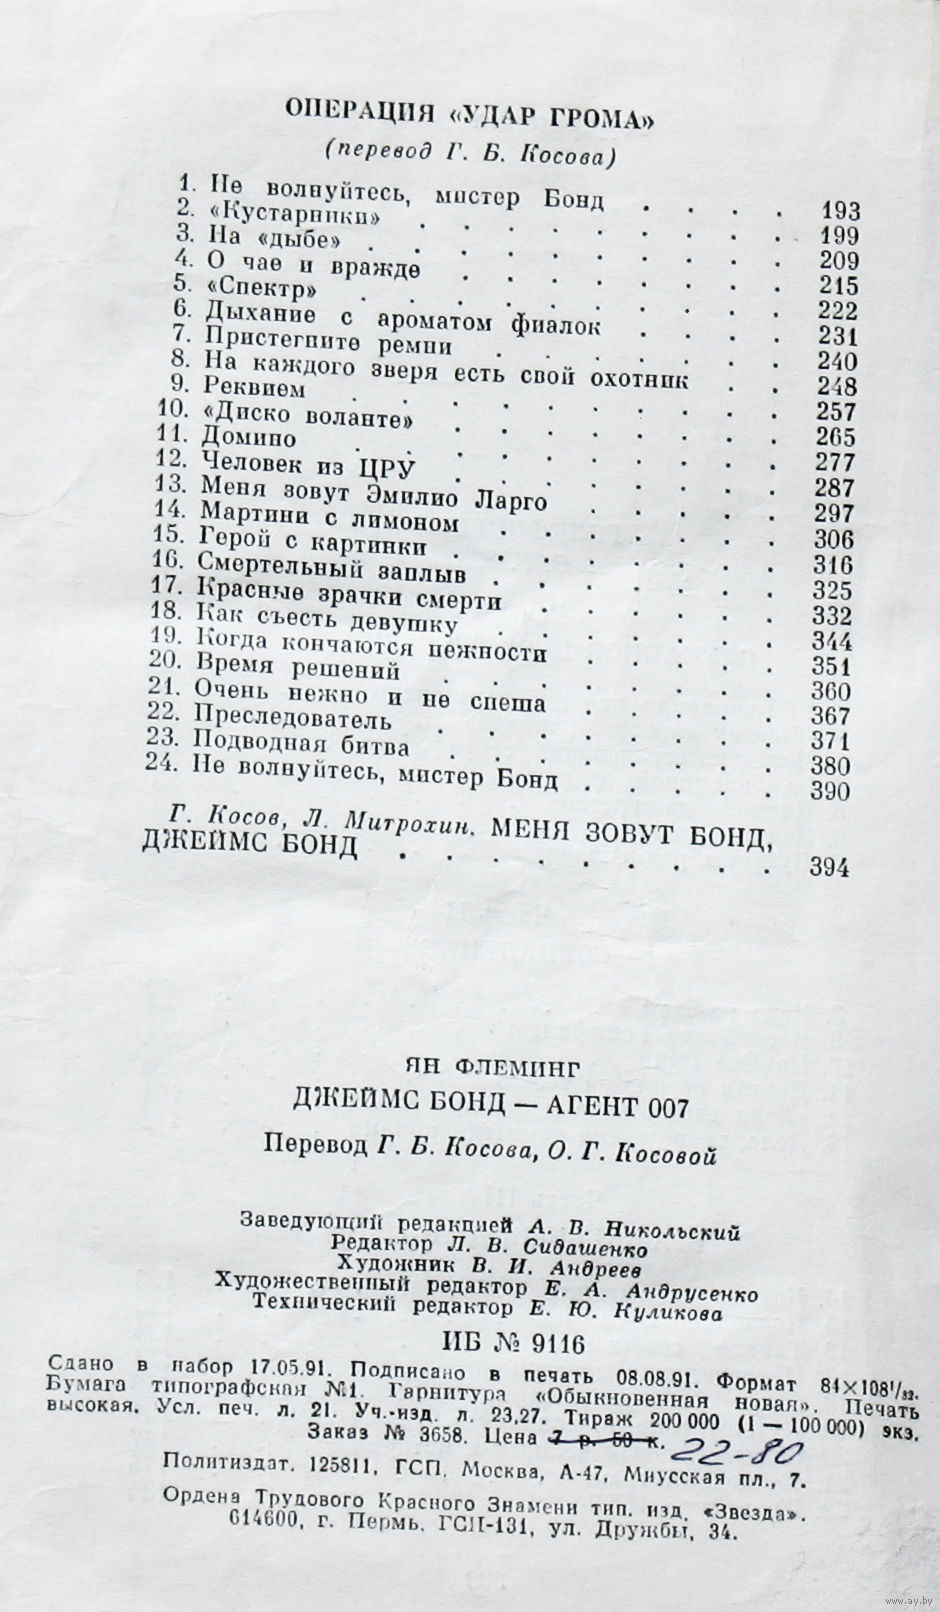 ОПЕРАЦИЯ «УДАР ГРОМА»
(перевод Г. Б. Косова)
1. Не волнуйтесь, мистер Бонд . . . . 193
2. «Кустарники» . . . . . . . . 199
3. На «дыбе» . . . . . . . . . 209
4. О чае и вражде . . . . . . . 215
5. «Спектр» . . . . . . . . . 222
6. Дыхание с ароматом фиалок . . . . 231
7. Пристегните ремни . . . . . . 240
8. На каждого зверя есть свой охотник . . 248
9. Реквием . . . . . . . . . 257
10. «Диско воланте» . . . . . . . 265
11. Домино . . . . . . . . . 277
12. Человек из ЦРУ . . . . . . . 287
13. Меня зовут Эмилио Ларго . . . . . 297
14. Мартини с лимоном . . . . . . 306
15. Герой с картинки . . . . . . . 316
16. Смертельный заплыв . . . . . . . 325
17. Красные зрачки смерти . . . . . . 332
18. Как съесть девушку . . . . . . 344
19. Когда кончаются нежности . . . . . 351
20. Время решений . . . . . . . 360
21. Очень нежно и не спеша . . . . . 367
22. Преследователь . . . . . . . 371
23. Подводная битва . . . . . . . 380
24. Не волнуйтесь, мистер Бонд . . . . . 390
Г. Косов, Л. Митрохин. МЕНЯ ЗОВУТ БОНД,
ДЖЕЙМС БОНД . . . . . . . . . 394
ЯН ФЛЕМИНГ
ДЖЕЙМС БОНД — АГЕНТ 007
Перевод Г. Б. Косова, О. Г. Косовой
Заведующий редакцией А. В. Никольский
Редактор Л. В. Сидашенко
Художник В. И. Андреев
Художественный редактор Е. А. Андрусенко
Технический редактор Е. Ю. Куликова
ИБ № 9116
Сдано в набор 17.05.91. Подписано в печать 08.08.91. Формат 84×108¹/₃₂.
Бумага типографская №1. Гарнитура «Обыкновенная новая». Печать
высокая. Усл. печ. л. 21. Уч.-изд. л. 23,27. Тираж 200 000 (1 — 100 000) экз.
Заказ № 3658. Цена 7 р. 50 к. 22-80
Политиздат. 125811, ГСП, Москва, А-47, Миусская пл., 7.
Ордена Трудового Красного Знамени тип. изд. «Звезда».
614600, г. Пермь, ГСП-131, ул. Дружбы, 34.
www.ay.by